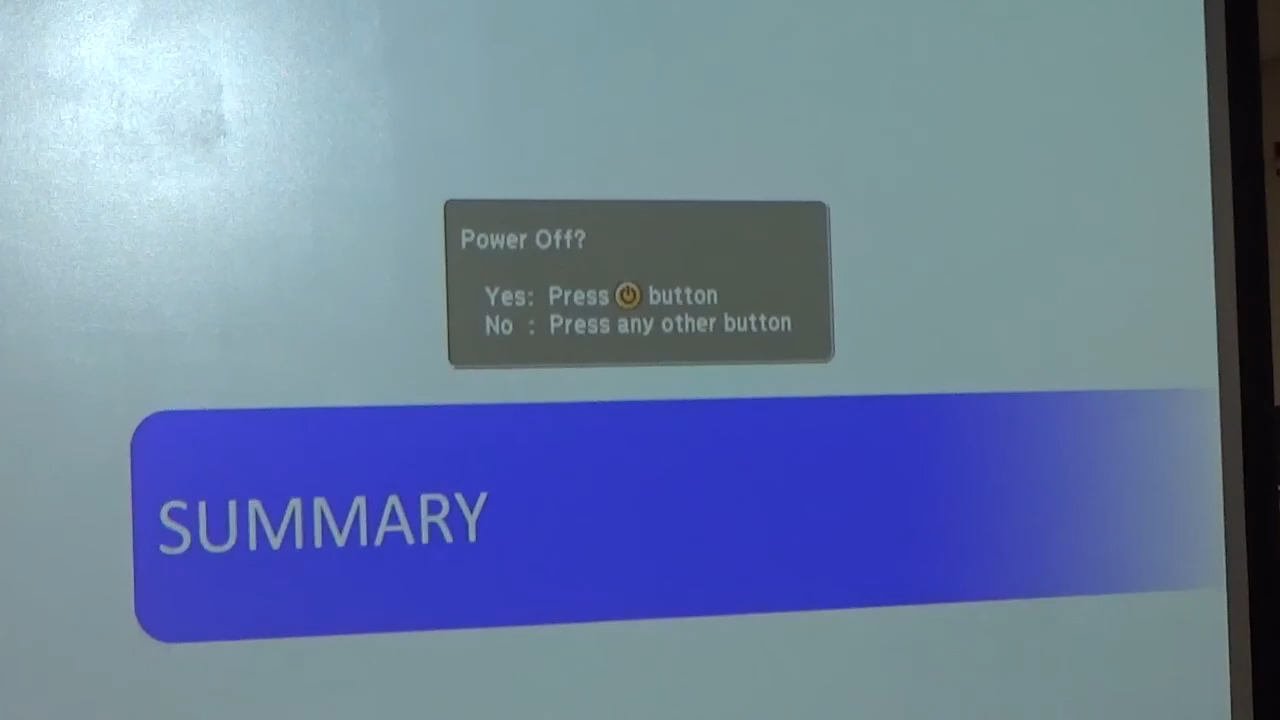 Power Off?
Yes: Press button
No : Press any other button
SUMMARY